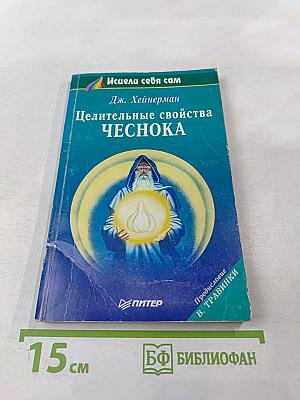 Исцели себя сам
Дж. Хейнерман
Целительные свойства
ЧЕСНОКА
Предисловие
В. ТРАВИНКИ
ПИТЕР
15 см
БФ БИБЛИОФАН